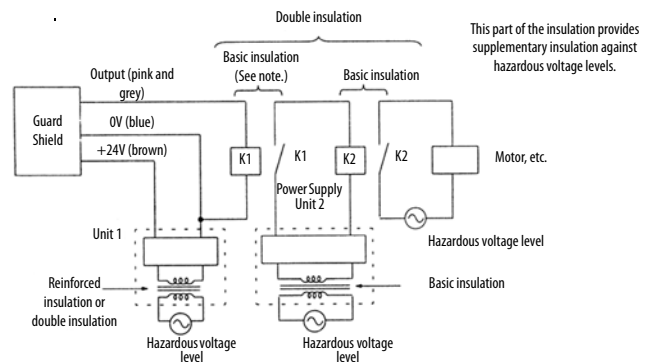 Double insulation
This part of the insulation provides
supplementary insulation against
hazardous voltage levels.
Basic insulation
(See note.)
Basic insulation
Output (pink and
grey)
Guard
Shield
0V (blue)
+24V (brown)
K1
K1
K2
K2
Motor, etc.
Power Supply
Unit 2
Unit 1
Hazardous voltage level
Reinforced
insulation or
double insulation
Basic insulation
Hazardous voltage
level
Hazardous voltage
level